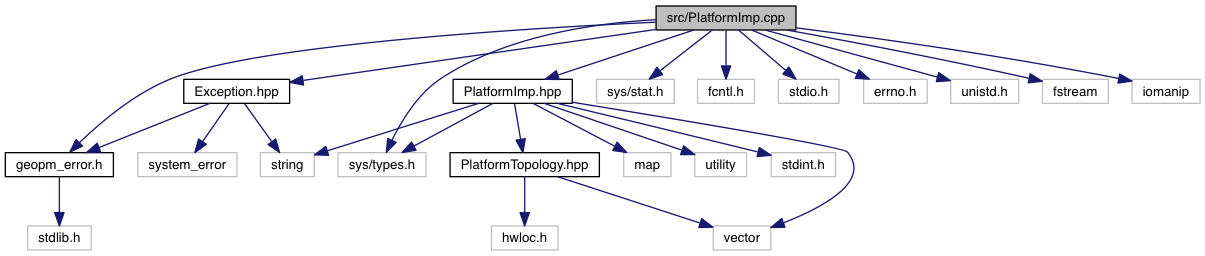 src/PlatformImp.cpp
Exception.hpp
PlatformImp.hpp
sys/stat.h
fcntl.h
stdio.h
errno.h
unistd.h
fstream
iomanip
geopm_error.h
system_error
string
sys/types.h
PlatformTopology.hpp
map
utility
stdint.h
stdlib.h
hwloc.h
vector